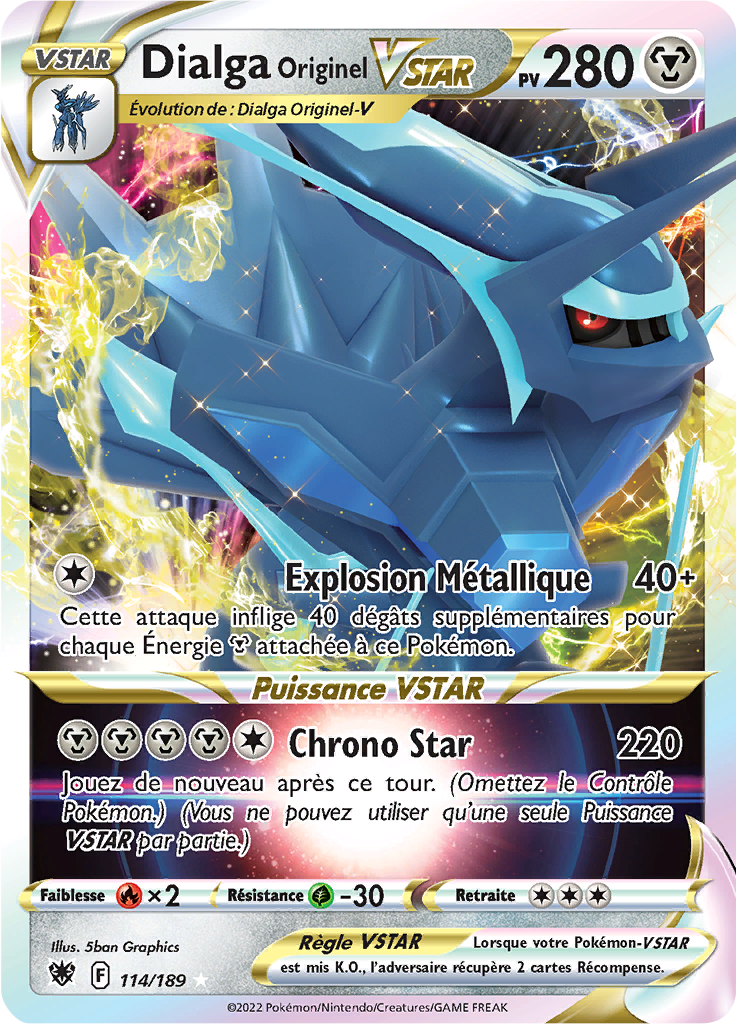 VSTAR
Dialga Originel VSTAR PV 280
Évolution de : Dialga Originel-V
Explosion Métallique 40+
Cette attaque inflige 40 dégâts supplémentaires pour
chaque Énergie attachée à ce Pokémon.
Puissance VSTAR
Chrono Star 220
Jouez de nouveau après ce tour. (Omettez le Contrôle
Pokémon.) (Vous ne pouvez utiliser qu'une seule Puissance
VSTAR par partie.)
Faiblesse ×2 Résistance -30 Retraite
Illus. 5ban Graphics
Règle VSTAR Lorsque votre Pokémon-VSTAR
est mis K.O., l'adversaire récupère 2 cartes Récompense.
F 114/189
©2022 Pokémon/Nintendo/Creatures/GAME FREAK